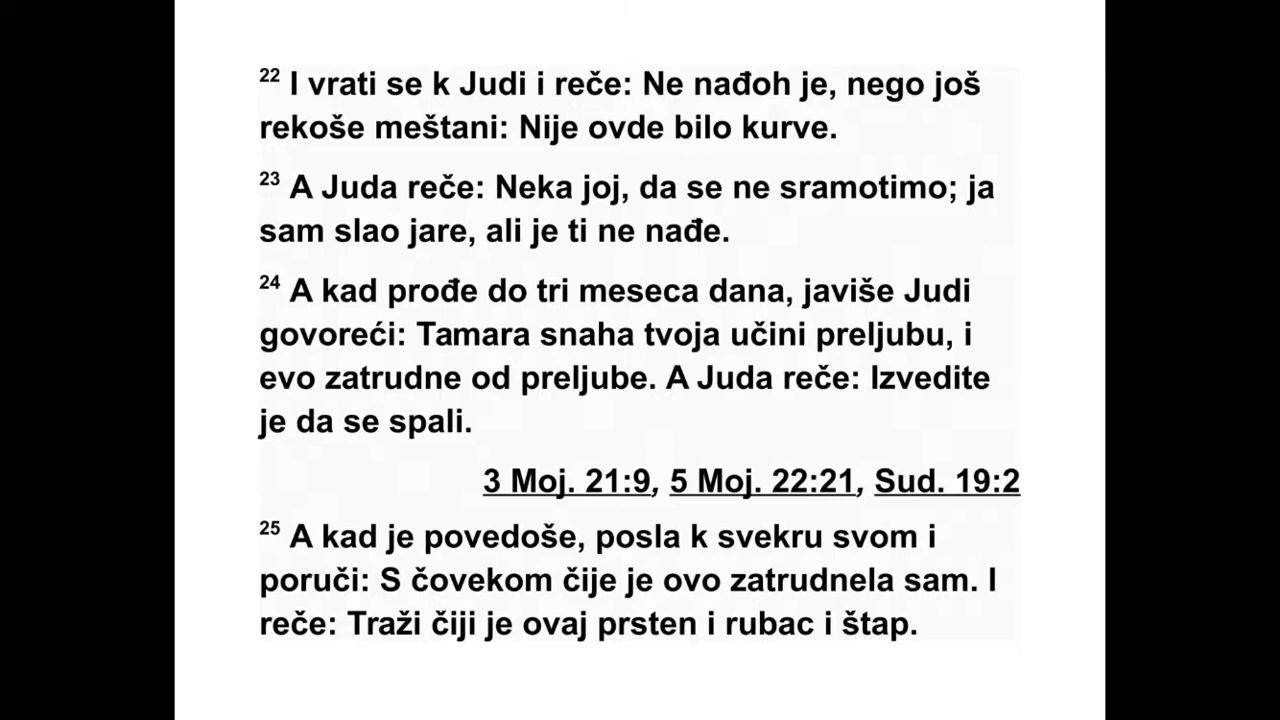 22 I vrati se k Judi i reče: Ne nađoh je, nego još
rekoše meštani: Nije ovde bilo kurve.
23 A Juda reče: Neka joj, da se ne sramotimo; ja
sam slao jare, ali je ti ne nađe.
24 A kad prođe do tri meseca dana, javiše Judi
govoreći: Tamara snaha tvoja učini preljubu, i
evo zatrudne od preljube. A Juda reče: Izvedite
je da se spali.
3 Moj. 21:9, 5 Moj. 22:21, Sud. 19:2
25 A kad je povedoše, posla k svekru svom i
poruči: S čovekom čije je ovo zatrudnela sam. I
reče: Traži čiji je ovaj prsten i rubac i štap.